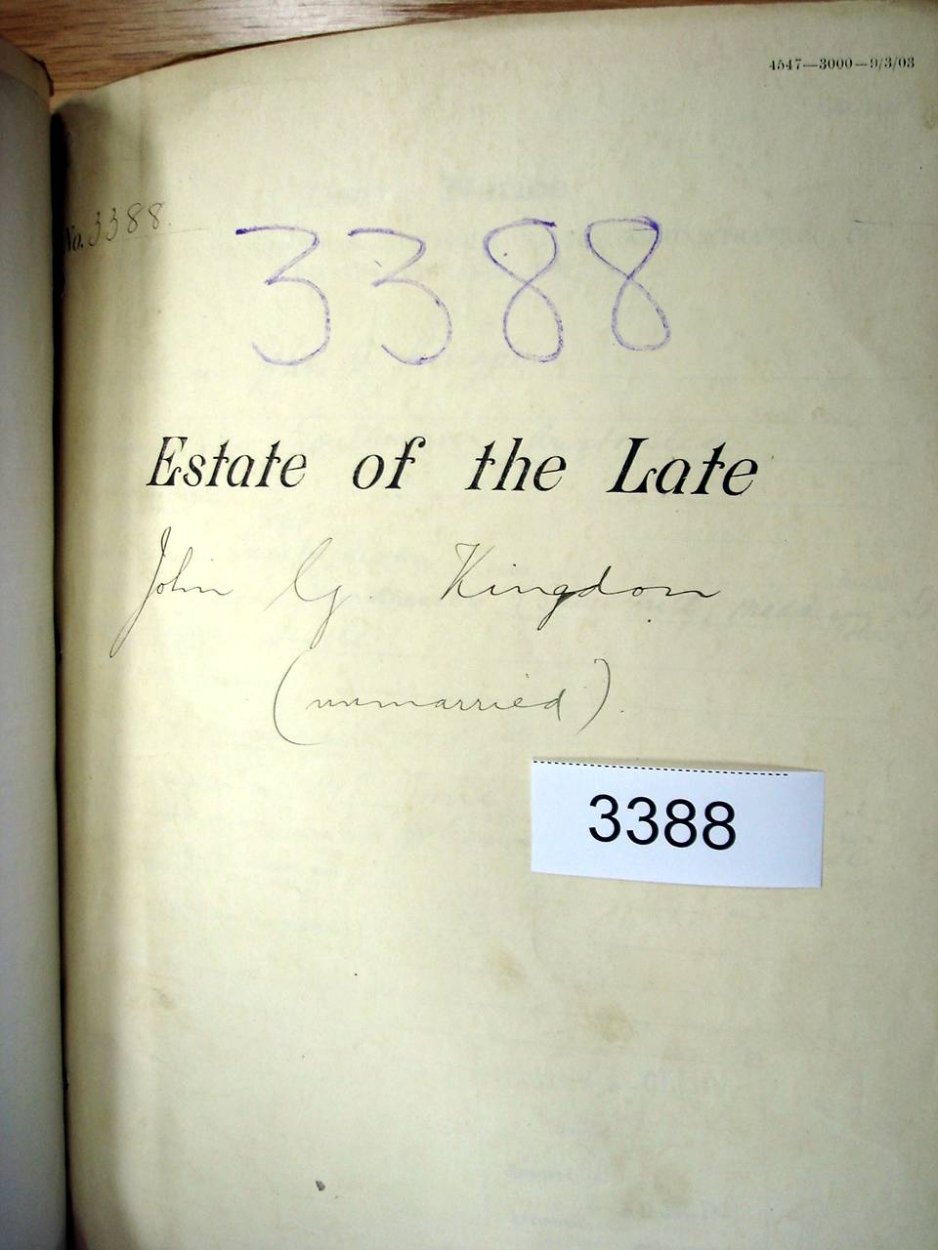 4547—3000—9/3/03
No. 3388.
3388
Estate of the Late
John G Kingdon
(unmarried).
3388